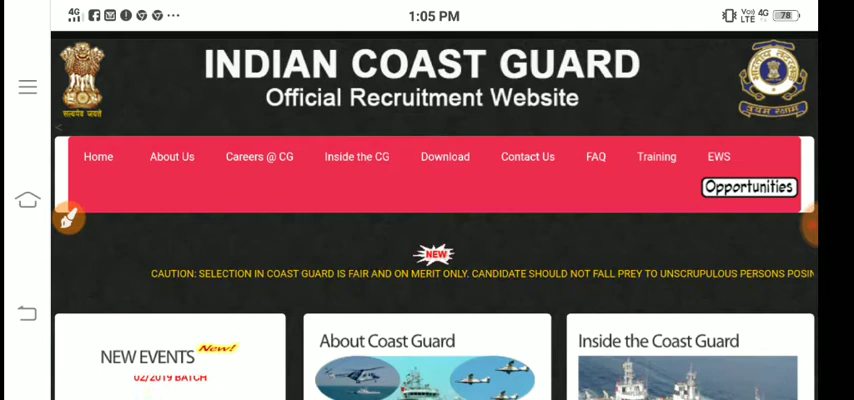 4G 1:05 PM Vo) LTE 4G 78
INDIAN COAST GUARD
Official Recruitment Website
सत्यमेव जयते
<
Home About Us Careers @ CG Inside the CG Download Contact Us FAQ Training EWS
Opportunities
NEW
CAUTION: SELECTION IN COAST GUARD IS FAIR AND ON MERIT ONLY. CANDIDATE SHOULD NOT FALL PREY TO UNSCRUPULOUS PERSONS POSIN
NEW EVENTS New!
02/2019 BATCH
About Coast Guard
Inside the Coast Guard